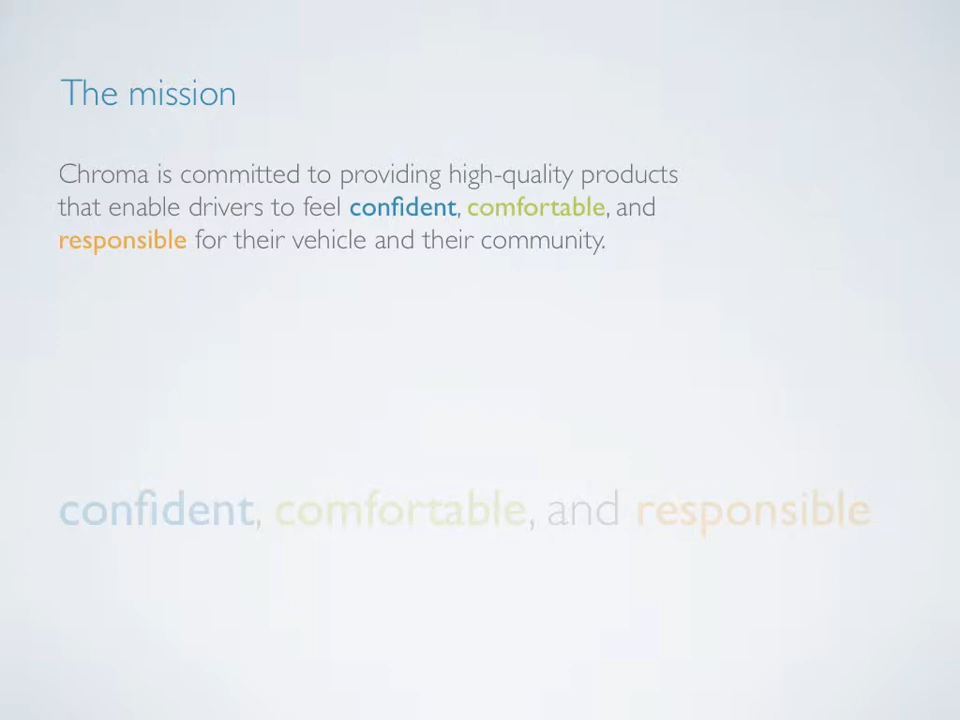 The mission
Chroma is committed to providing high-quality products
that enable drivers to feel confident, comfortable, and
responsible for their vehicle and their community.
confident, comfortable, and responsible